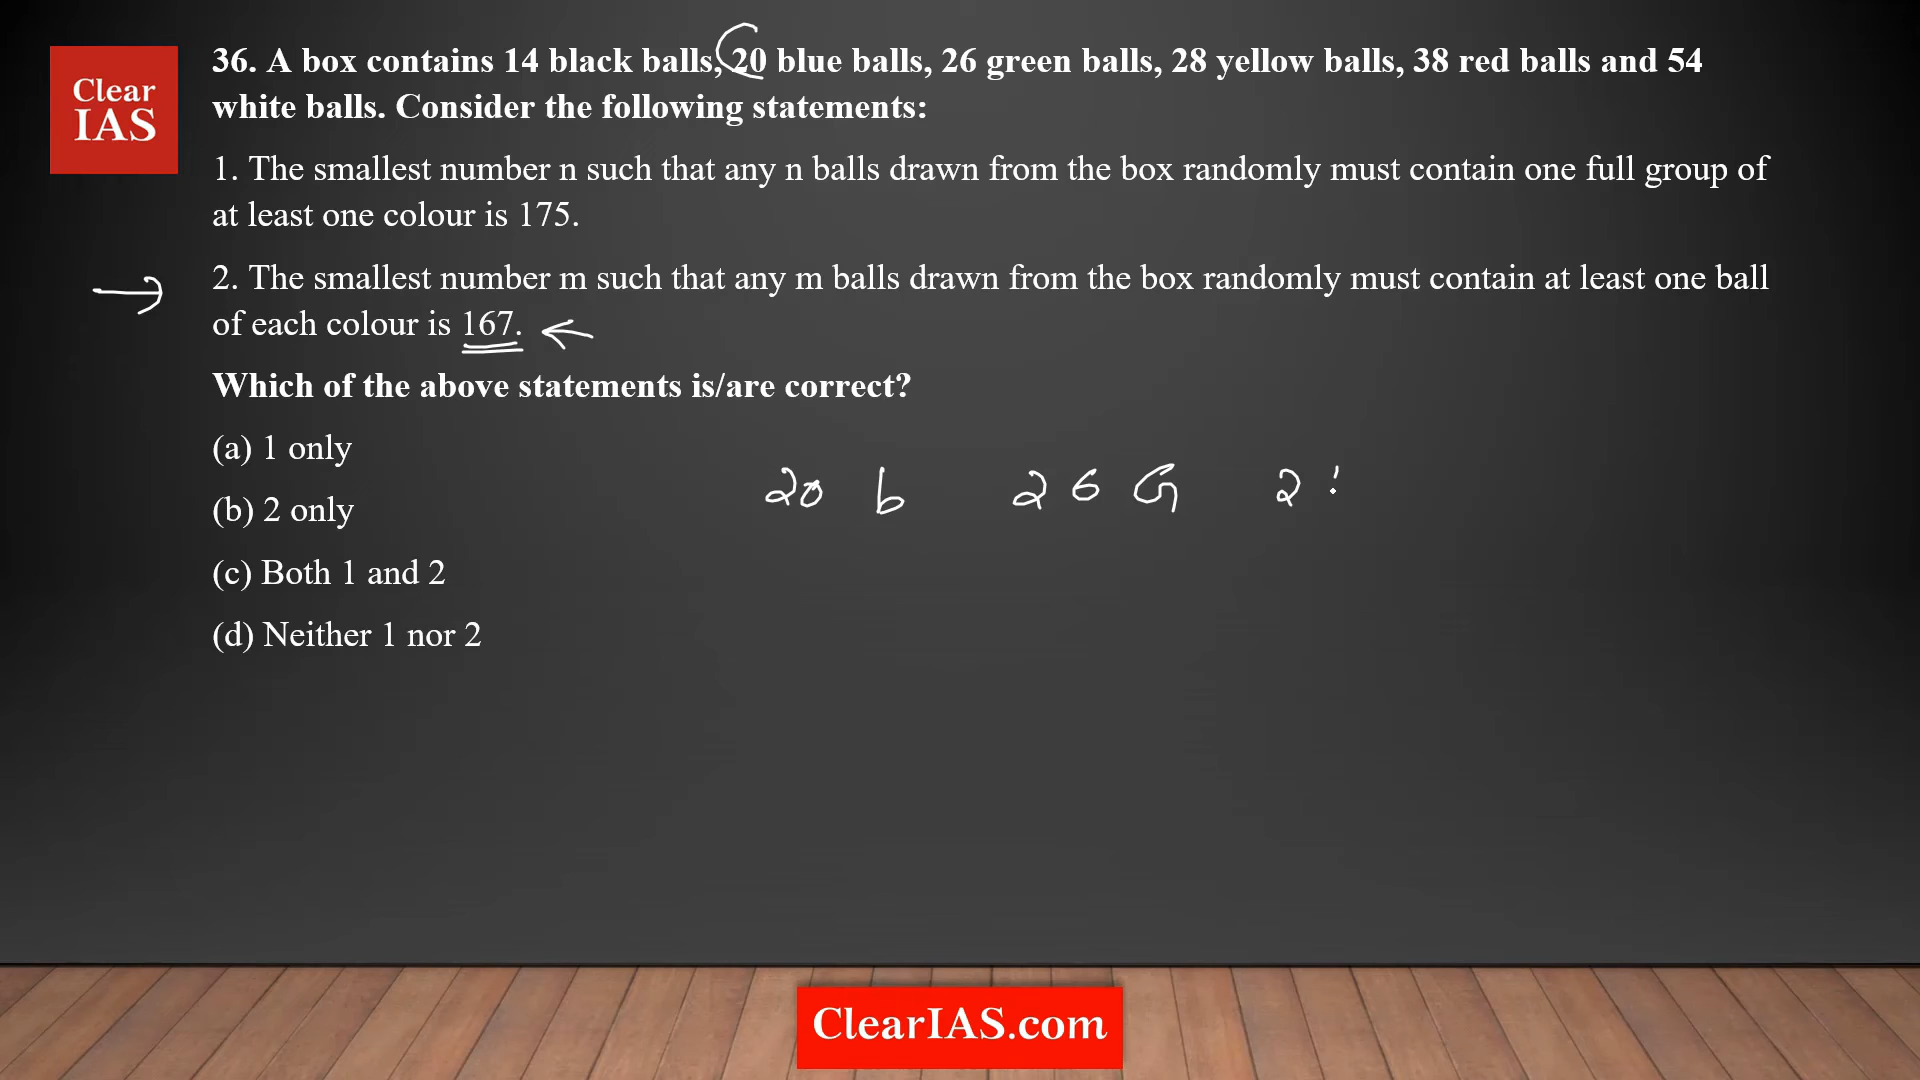 Clear
IAS
36. A box contains 14 black balls, 20 blue balls, 26 green balls, 28 yellow balls, 38 red balls and 54
white balls. Consider the following statements:
1. The smallest number n such that any n balls drawn from the box randomly must contain one full group of
at least one colour is 175.
2. The smallest number m such that any m balls drawn from the box randomly must contain at least one ball
of each colour is 167.
Which of the above statements is/are correct?
(a) 1 only
(b) 2 only
(c) Both 1 and 2
(d) Neither 1 nor 2
20 b 26 G 2
ClearIAS.com